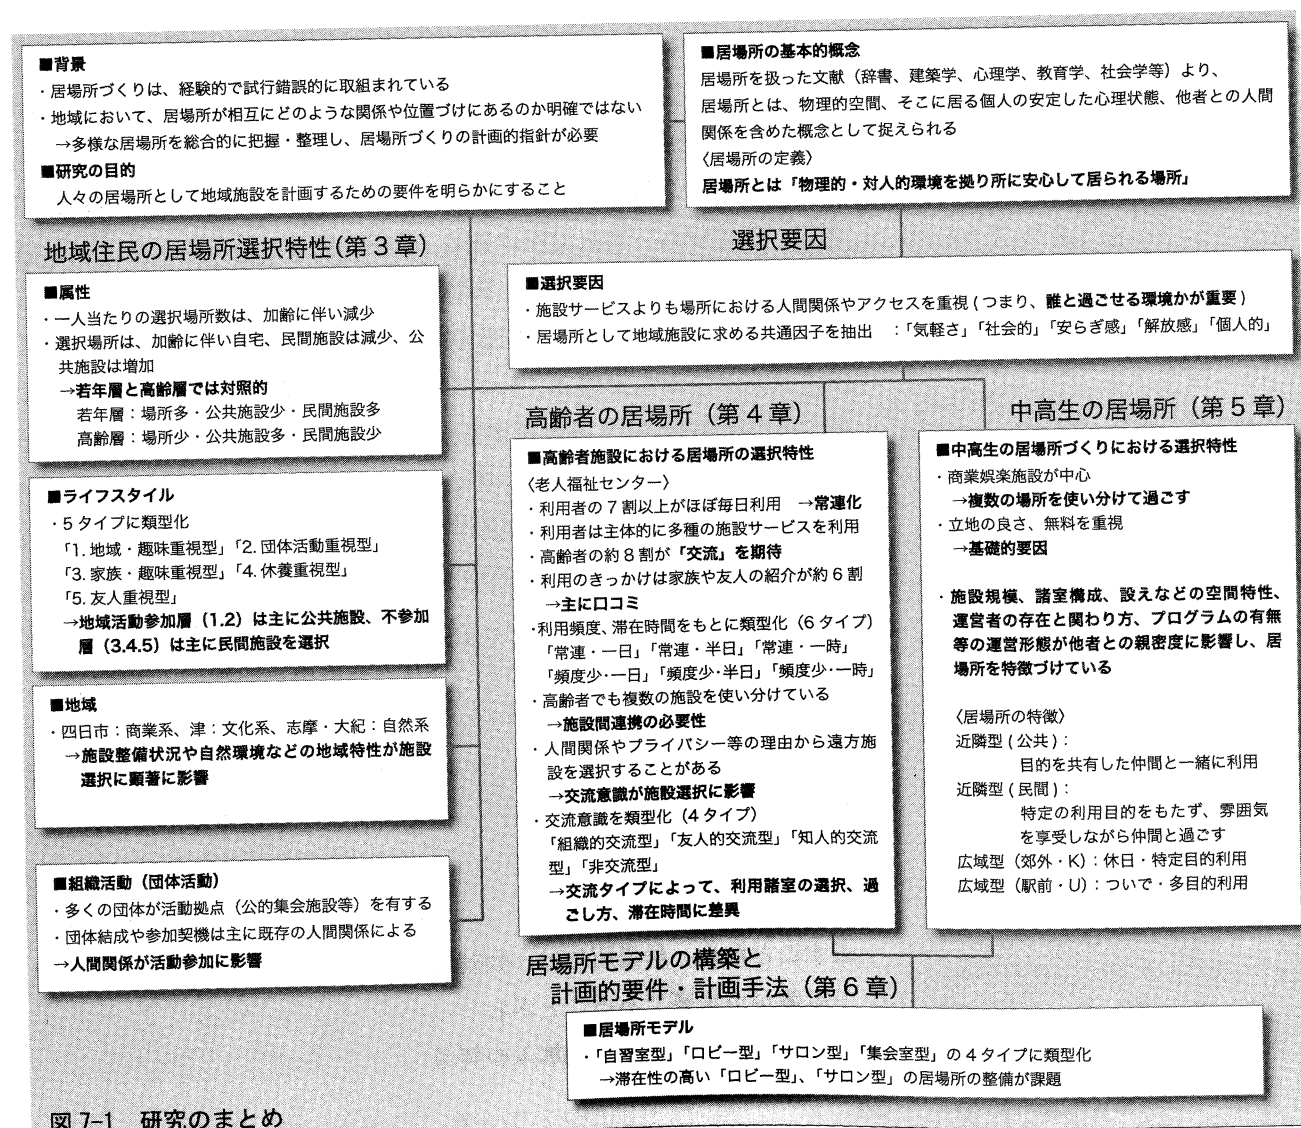 ■背景
・居場所づくりは、経験的で試行錯誤的に取組まれている
・地域において、居場所が相互にどのような関係や位置づけにあるのか明確ではない
→多様な居場所を総合的に把握・整理し、居場所づくりの計画的指針が必要
■研究の目的
人々の居場所として地域施設を計画するための要件を明らかにすること
■居場所の基本的概念
居場所を扱った文献（辞書、建築学、心理学、教育学、社会学等）より、
居場所とは、物理的空間、そこに居る個人の安定した心理状態、他者との人間
関係を含めた概念として捉えられる
〈居場所の定義〉
居場所とは「物理的・対人的環境を拠り所に安心して居られる場所」
地域住民の居場所選択特性（第３章）
■属性
・一人当たりの選択場所数は、加齢に伴い減少
・選択場所は、加齢に伴い自宅、民間施設は減少、公
共施設は増加
→若年層と高齢層では対照的
若年層：場所多・公共施設少・民間施設多
高齢層：場所少・公共施設多・民間施設少
■ライフスタイル
・5 タイプに類型化
「1. 地域・趣味重視型」「2. 団体活動重視型」
「3. 家族・趣味重視型」「4. 休養重視型」
「5. 友人重視型」
→地域活動参加層（1.2）は主に公共施設、不参加
層（3.4.5）は主に民間施設を選択
■地域
・四日市：商業系、津：文化系、志摩・大紀：自然系
→施設整備状況や自然環境などの地域特性が施設
選択に顕著に影響
■組織活動（団体活動）
・多くの団体が活動拠点（公的集会施設等）を有する
・団体結成や参加契機は主に既存の人間関係による
→人間関係が活動参加に影響
選択要因
■選択要因
・施設サービスよりも場所における人間関係やアクセスを重視 ( つまり、誰と過ごせる環境かが重要 )
・居場所として地域施設に求める共通因子を抽出　：「気軽さ」「社会的」「安らぎ感」「解放感」「個人的」
高齢者の居場所（第 4 章）
■高齢者施設における居場所の選択特性
〈老人福祉センター〉
・利用者の 7 割以上がほぼ毎日利用　→常連化
・利用者は主体的に多種の施設サービスを利用
・高齢者の約 8 割が「交流」を期待
・利用のきっかけは家族や友人の紹介が約 6 割
→主に口コミ
・利用頻度、滞在時間をもとに類型化（6 タイプ）
「常連・一日」「常連・半日」「常連・一時」
「頻度少・一日」「頻度少・半日」「頻度少・一時」
・高齢者でも複数の施設を使い分けている
→施設間連携の必要性
・人間関係やプライバシー等の理由から遠方施
設を選択することがある
→交流意識が施設選択に影響
・交流意識を類型化（4 タイプ）
「組織的交流型」「友人的交流型」「知人的交流
型」「非交流型」
→交流タイプによって、利用諸室の選択、過
ごし方、滞在時間に差異
中高生の居場所（第 5 章）
■中高生の居場所づくりにおける選択特性
・商業娯楽施設が中心
→複数の場所を使い分けて過ごす
・立地の良さ、無料を重視
→基礎的要因
・施設規模、諸室構成、設えなどの空間特性、
運営者の存在と関わり方、プログラムの有無
等の運営形態が他者との親密度に影響し、居
場所を特徴づけている
〈居場所の特徴〉
近隣型 ( 公共 )：
目的を共有した仲間と一緒に利用
近隣型 ( 民間 )：
特定の利用目的をもたず、雰囲気
を享受しながら仲間と過ごす
広域型（郊外・K）：休日・特定目的利用
広域型（駅前・U）：ついで・多目的利用
居場所モデルの構築と
計画的要件・計画手法（第 6 章）
■居場所モデル
・「自習室型」「ロビー型」「サロン型」「集会室型」の 4 タイプに類型化
→滞在性の高い「ロビー型」、「サロン型」の居場所の整備が課題
図 7-1　研究のまとめ